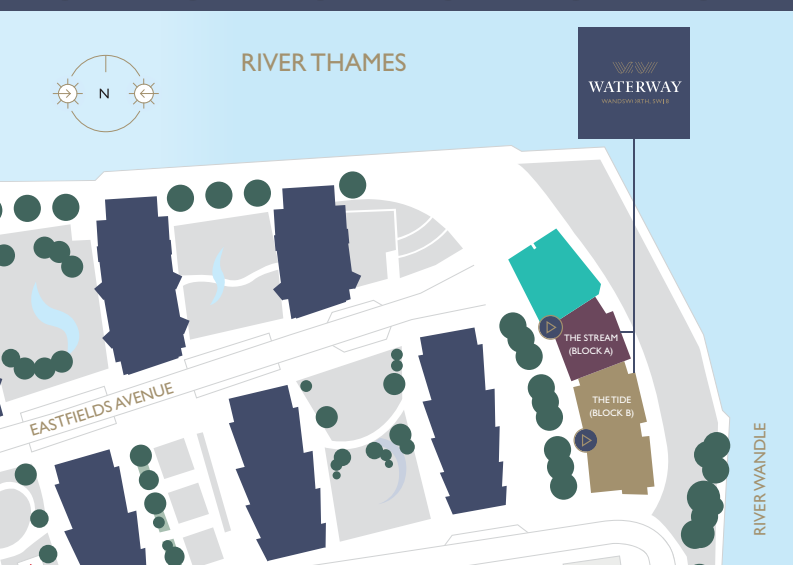 RIVER THAMES
N
WATERWAY
WANDSWORTH, SW18
THE STREAM
(BLOCK A)
THE TIDE
(BLOCK B)
EASTFIELDS AVENUE
RIVER WANDLE